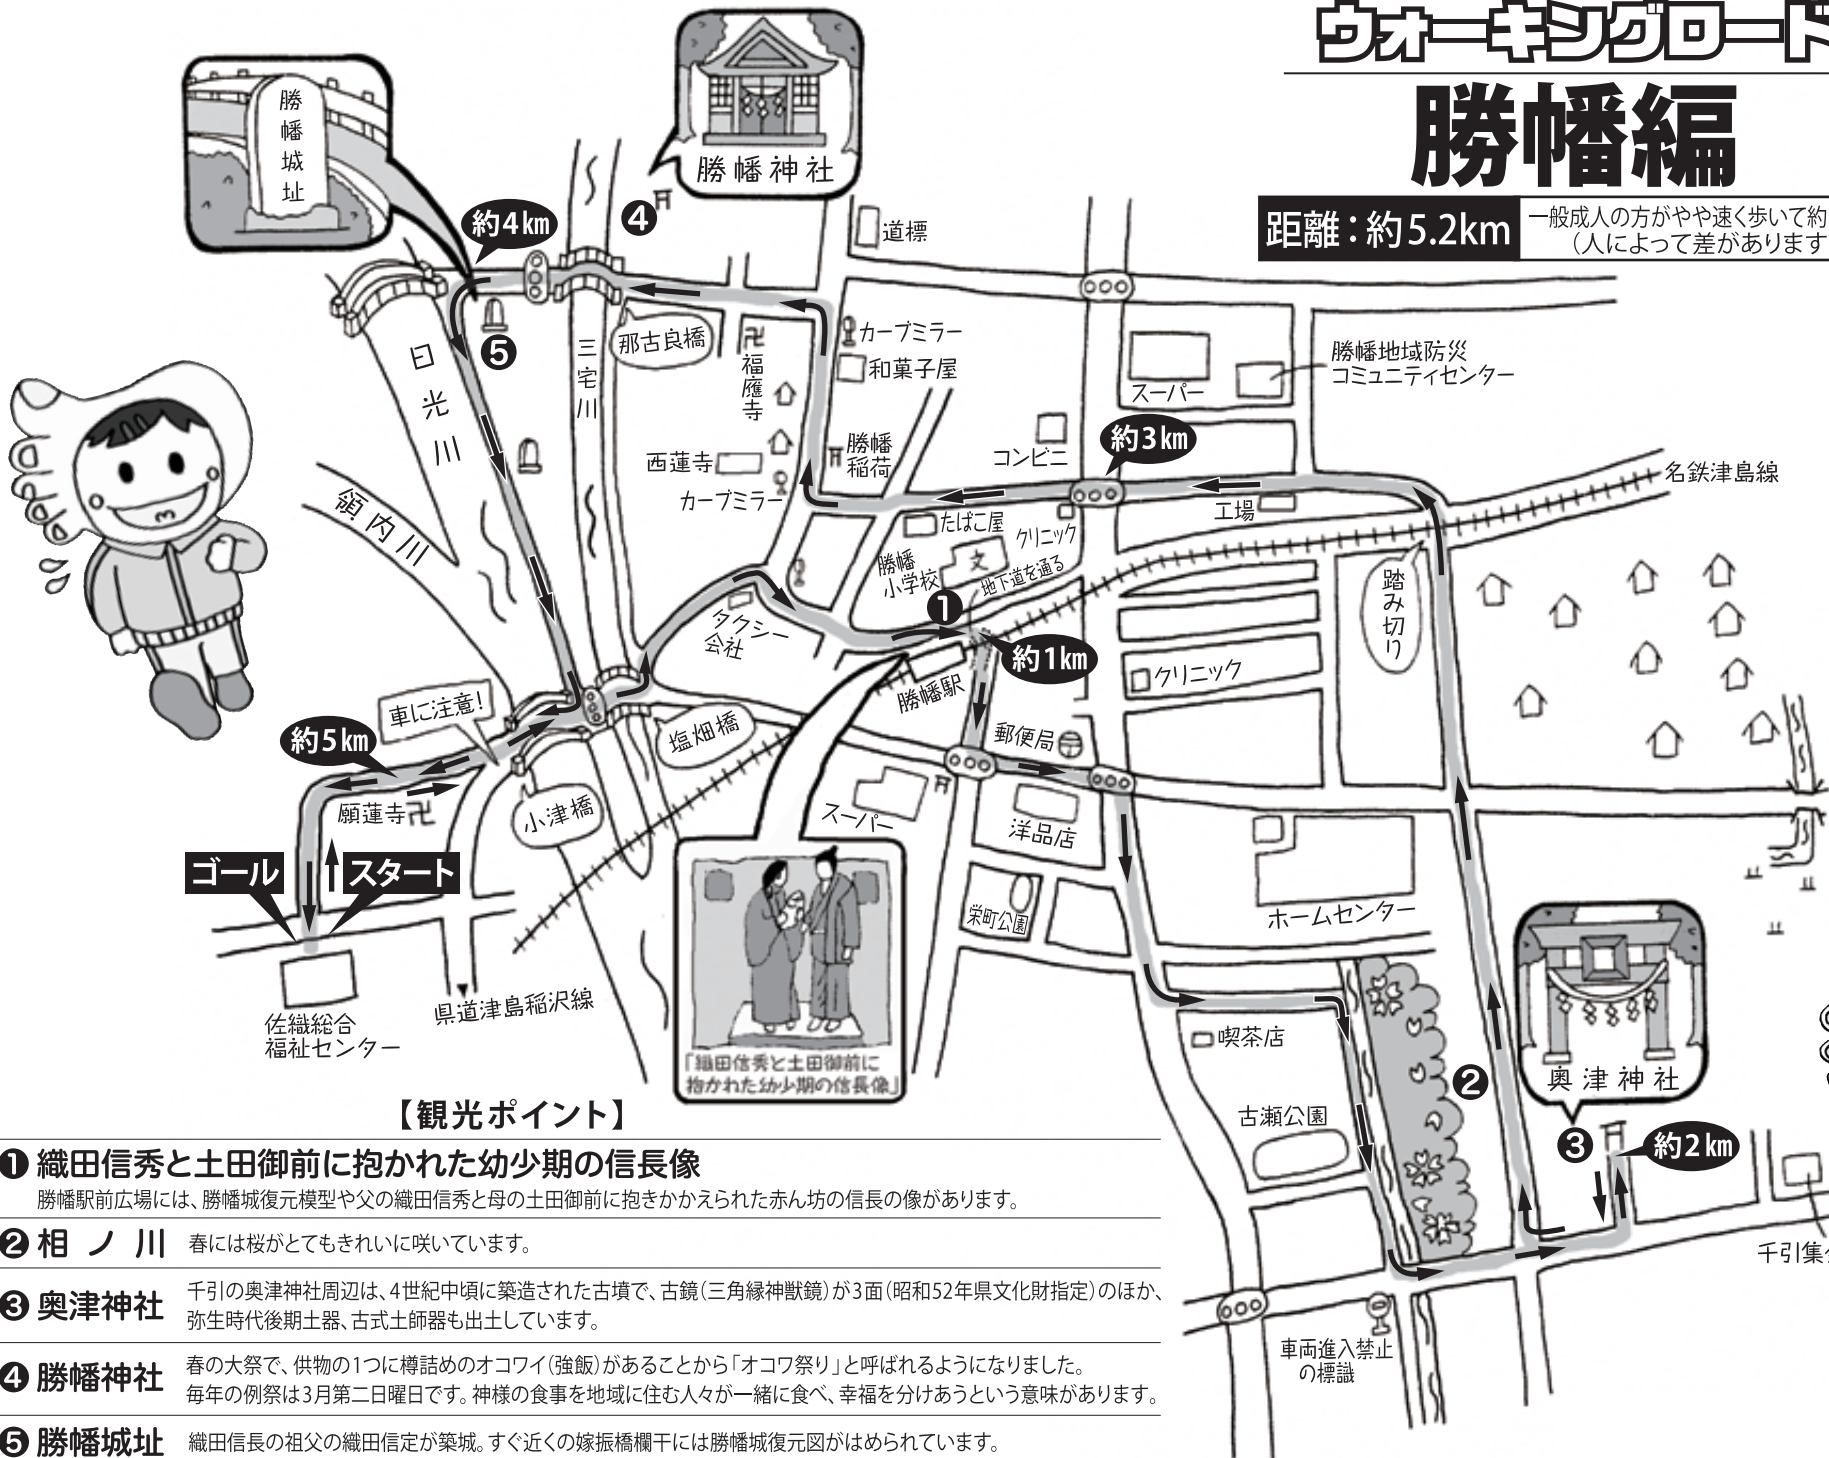 ウォーキングロード
勝幡編
距離：約5.2km
一般成人の方がやや速く歩いて約
（人によって差があります
勝幡城址
勝幡神社
約4km
❹
道標
❺
那古良橋
日光川
三宅川
領内川
卍福應寺
カーブミラー
和菓子屋
スーパー
勝幡地域防災
コミュニティセンター
西蓮寺
カーブミラー
勝幡
稲荷
コンビニ
約3km
名鉄津島線
工場
たばこ屋
クリニック
勝幡
小学校
文
地下道を通る
❶
約1km
タクシー
会社
勝幡駅
踏み切り
クリニック
車に注意！
約5km
塩畑橋
郵便局
小津橋
願蓮寺卍
スーパー
洋品店
ゴール
スタート
栄町公園
ホームセンター
佐織総合
福祉センター
県道津島稲沢線
「織田信秀と土田御前に
抱かれた幼少期の信長像」
喫茶店
❷
奥津神社
古瀬公園
❸
約2km
千引集
車両進入禁止
の標識
【観光ポイント】
❶ 織田信秀と土田御前に抱かれた幼少期の信長像
勝幡駅前広場には、勝幡城復元模型や父の織田信秀と母の土田御前に抱きかかえられた赤ん坊の信長の像があります。
❷ 相ノ川 春には桜がとてもきれいに咲いています。
❸ 奥津神社 千引の奥津神社周辺は、4世紀中頃に築造された古墳で、古鏡（三角縁神獣鏡）が3面（昭和52年県文化財指定）のほか、
弥生時代後期土器、古式土師器も出土しています。
❹ 勝幡神社 春の大祭で、供物の1つに樽詰めのオコワイ（強飯）があることから「オコワ祭り」と呼ばれるようになりました。
毎年の例祭は3月第二日曜日です。神様の食事を地域に住む人々が一緒に食べ、幸福を分けあうという意味があります。
❺ 勝幡城址 織田信長の祖父の織田信定が築城。すぐ近くの嫁振橋欄干には勝幡城復元図がはめられています。